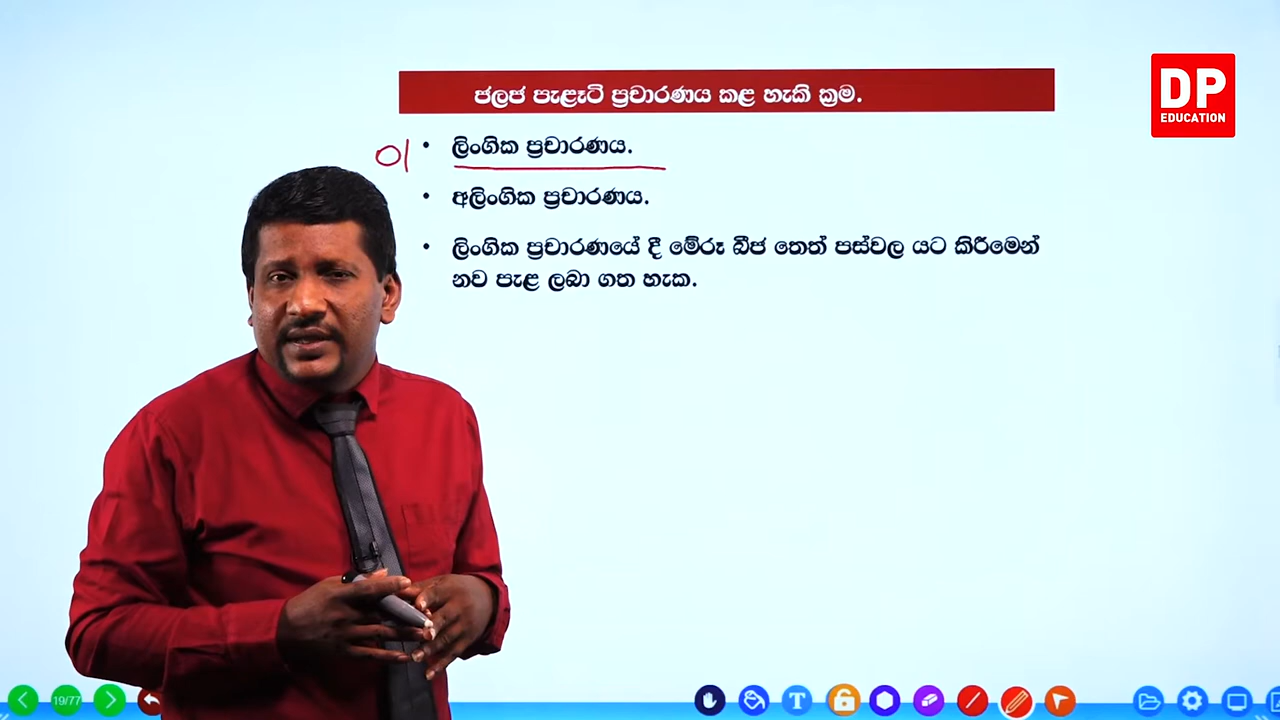 ජලජ පැළෑටි ප්‍රචාරණය කළ හැකි ක්‍රම.
DP
EDUCATION
01
• ලිංගික ප්‍රචාරණය.
• අලිංගික ප්‍රචාරණය.
• ලිංගික ප්‍රචාරණයේ දී මේරූ බීජ තෙත් පස්වල යට කිරීමෙන්
නව පැළ ලබා ගත හැක.
19/77
T